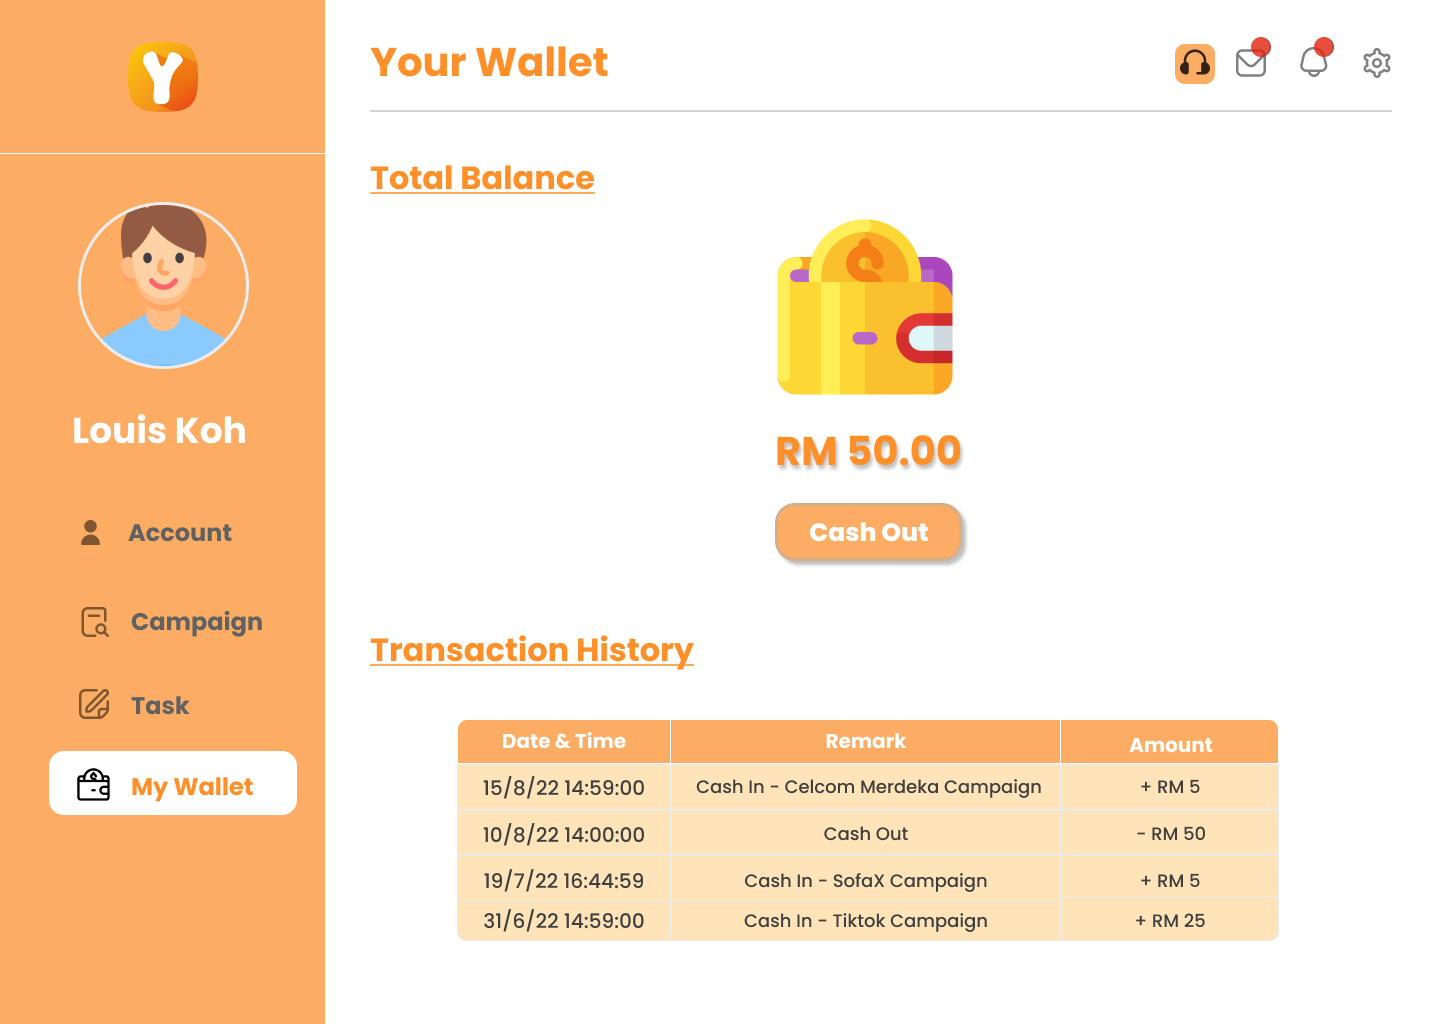 Y
Your Wallet
Total Balance
Louis Koh
RM 50.00
Cash Out
Account
Campaign
Task
My Wallet
Transaction History
Date & Time Remark Amount
15/8/22 14:59:00 Cash In - Celcom Merdeka Campaign + RM 5
10/8/22 14:00:00 Cash Out - RM 50
19/7/22 16:44:59 Cash In - SofaX Campaign + RM 5
31/6/22 14:59:00 Cash In - Tiktok Campaign + RM 25